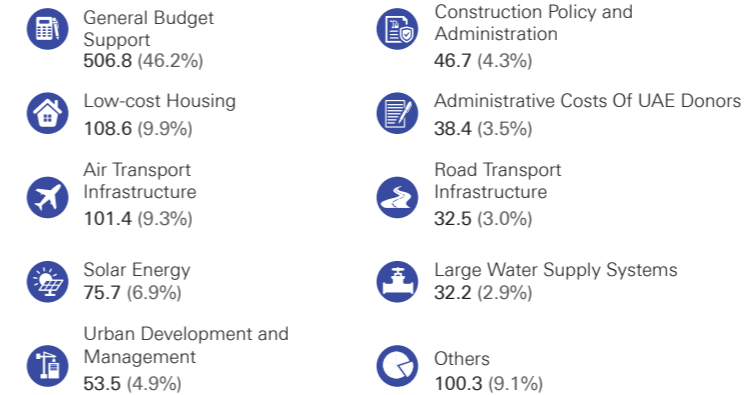 General Budget
Support
506.8 (46.2%)
Low-cost Housing
108.6 (9.9%)
Air Transport
Infrastructure
101.4 (9.3%)
Solar Energy
75.7 (6.9%)
Urban Development and
Management
53.5 (4.9%)
Construction Policy and
Administration
46.7 (4.3%)
Administrative Costs Of UAE Donors
38.4 (3.5%)
Road Transport
Infrastructure
32.5 (3.0%)
Large Water Supply Systems
32.2 (2.9%)
Others
100.3 (9.1%)